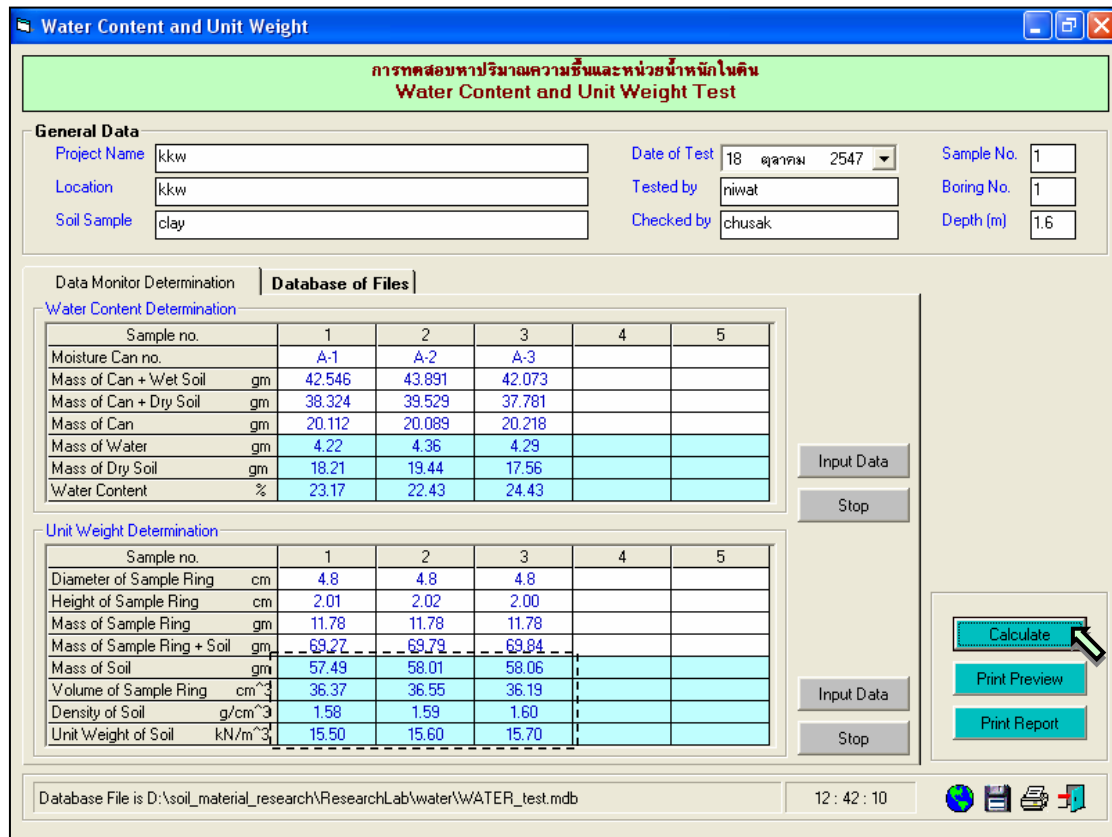 Water Content and Unit Weight
การทดสอบหาปริมาณความชื้นและหน่วยน้ำหนักในดิน
Water Content and Unit Weight Test
General Data
Project Name kkw Date of Test 18 ตุลาคม 2547 Sample No. 1
Location kkw Tested by niwat Boring No. 1
Soil Sample clay Checked by chusak Depth (m) 1.6
Data Monitor Determination Database of Files
Water Content Determination
Sample no. 1 2 3 4 5
Moisture Can no. A-1 A-2 A-3
Mass of Can + Wet Soil gm 42.546 43.891 42.073
Mass of Can + Dry Soil gm 38.324 39.529 37.781
Mass of Can gm 20.112 20.089 20.218
Mass of Water gm 4.22 4.36 4.29
Mass of Dry Soil gm 18.21 19.44 17.56
Water Content % 23.17 22.43 24.43
Input Data
Stop
Unit Weight Determination
Sample no. 1 2 3 4 5
Diameter of Sample Ring cm 4.8 4.8 4.8
Height of Sample Ring cm 2.01 2.02 2.00
Mass of Sample Ring gm 11.78 11.78 11.78
Mass of Sample Ring + Soil gm 69.27 69.79 69.84
Mass of Soil gm 57.49 58.01 58.06
Volume of Sample Ring cm^3 36.37 36.55 36.19
Density of Soil g/cm^3 1.58 1.59 1.60
Unit Weight of Soil kN/m^3 15.50 15.60 15.70
Input Data
Stop
Calculate
Print Preview
Print Report
Database File is D:\soil_material_research\ResearchLab\water\WATER_test.mdb 12 : 42 : 10